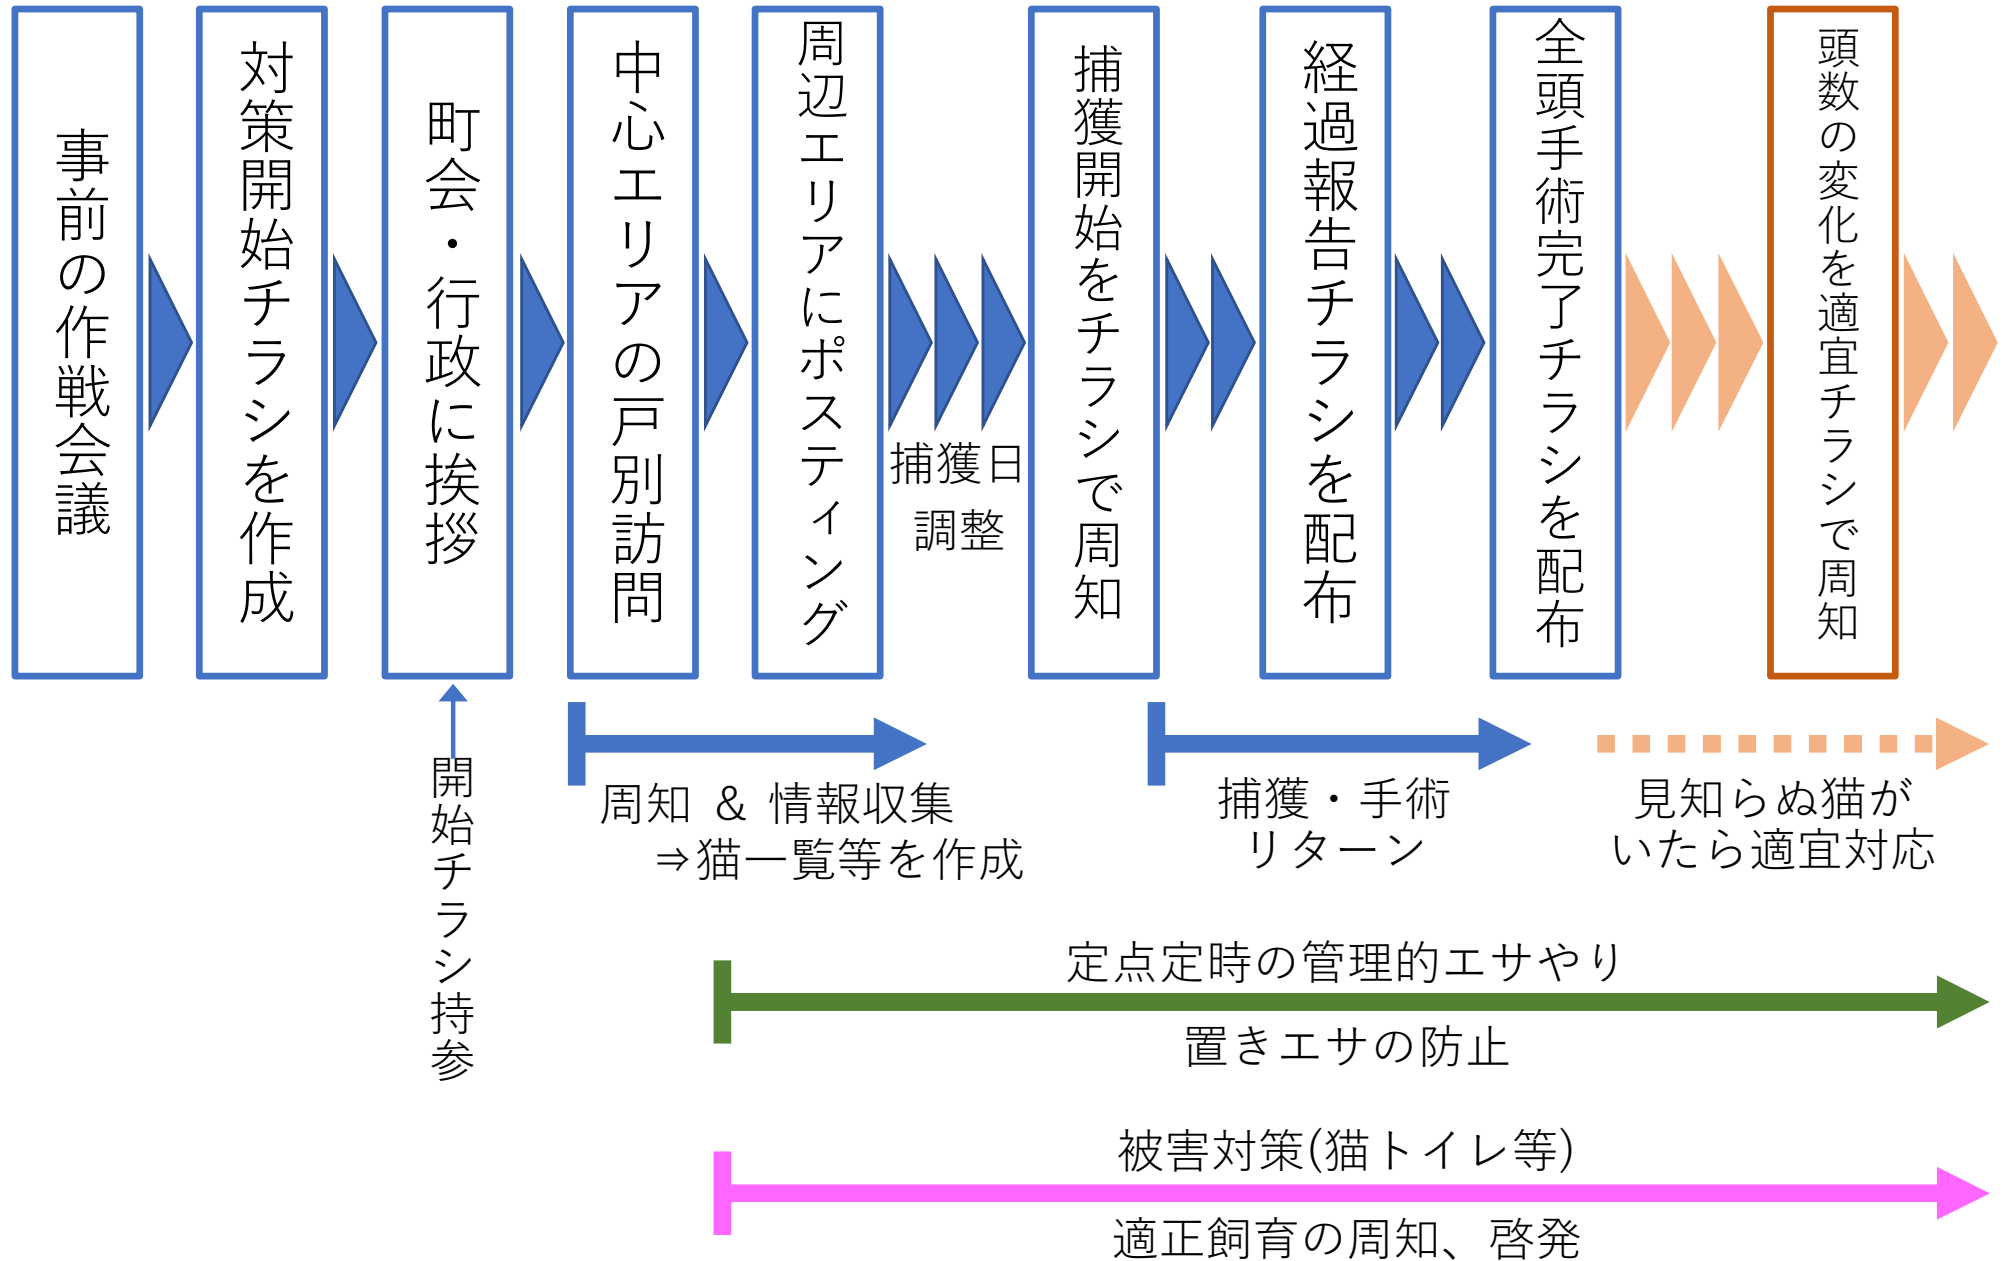 事前の作戦会議
対策開始チラシを作成
町会・行政に挨拶
中心エリアの戸別訪問
周辺エリアにポスティング
捕獲日
調整
捕獲開始をチラシで周知
経過報告チラシを配布
全頭手術完了チラシを配布
頭数の変化を適宜チラシで周知
開始チラシ持参
周知 & 情報収集
⇒猫一覧等を作成
捕獲・手術
リターン
見知らぬ猫が
いたら適宜対応
定点定時の管理的エサやり
置きエサの防止
被害対策(猫トイレ等)
適正飼育の周知、啓発